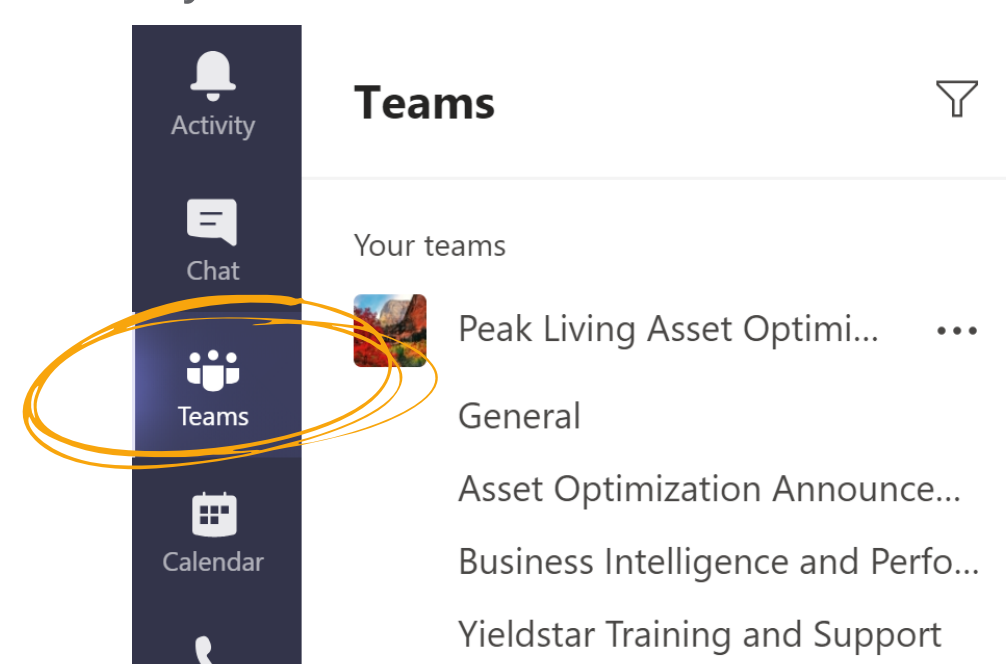 Activity
Chat
Teams
Calendar
Teams
Your teams
Peak Living Asset Optimi...
General
Asset Optimization Announce...
Business Intelligence and Perfo...
Yieldstar Training and Support